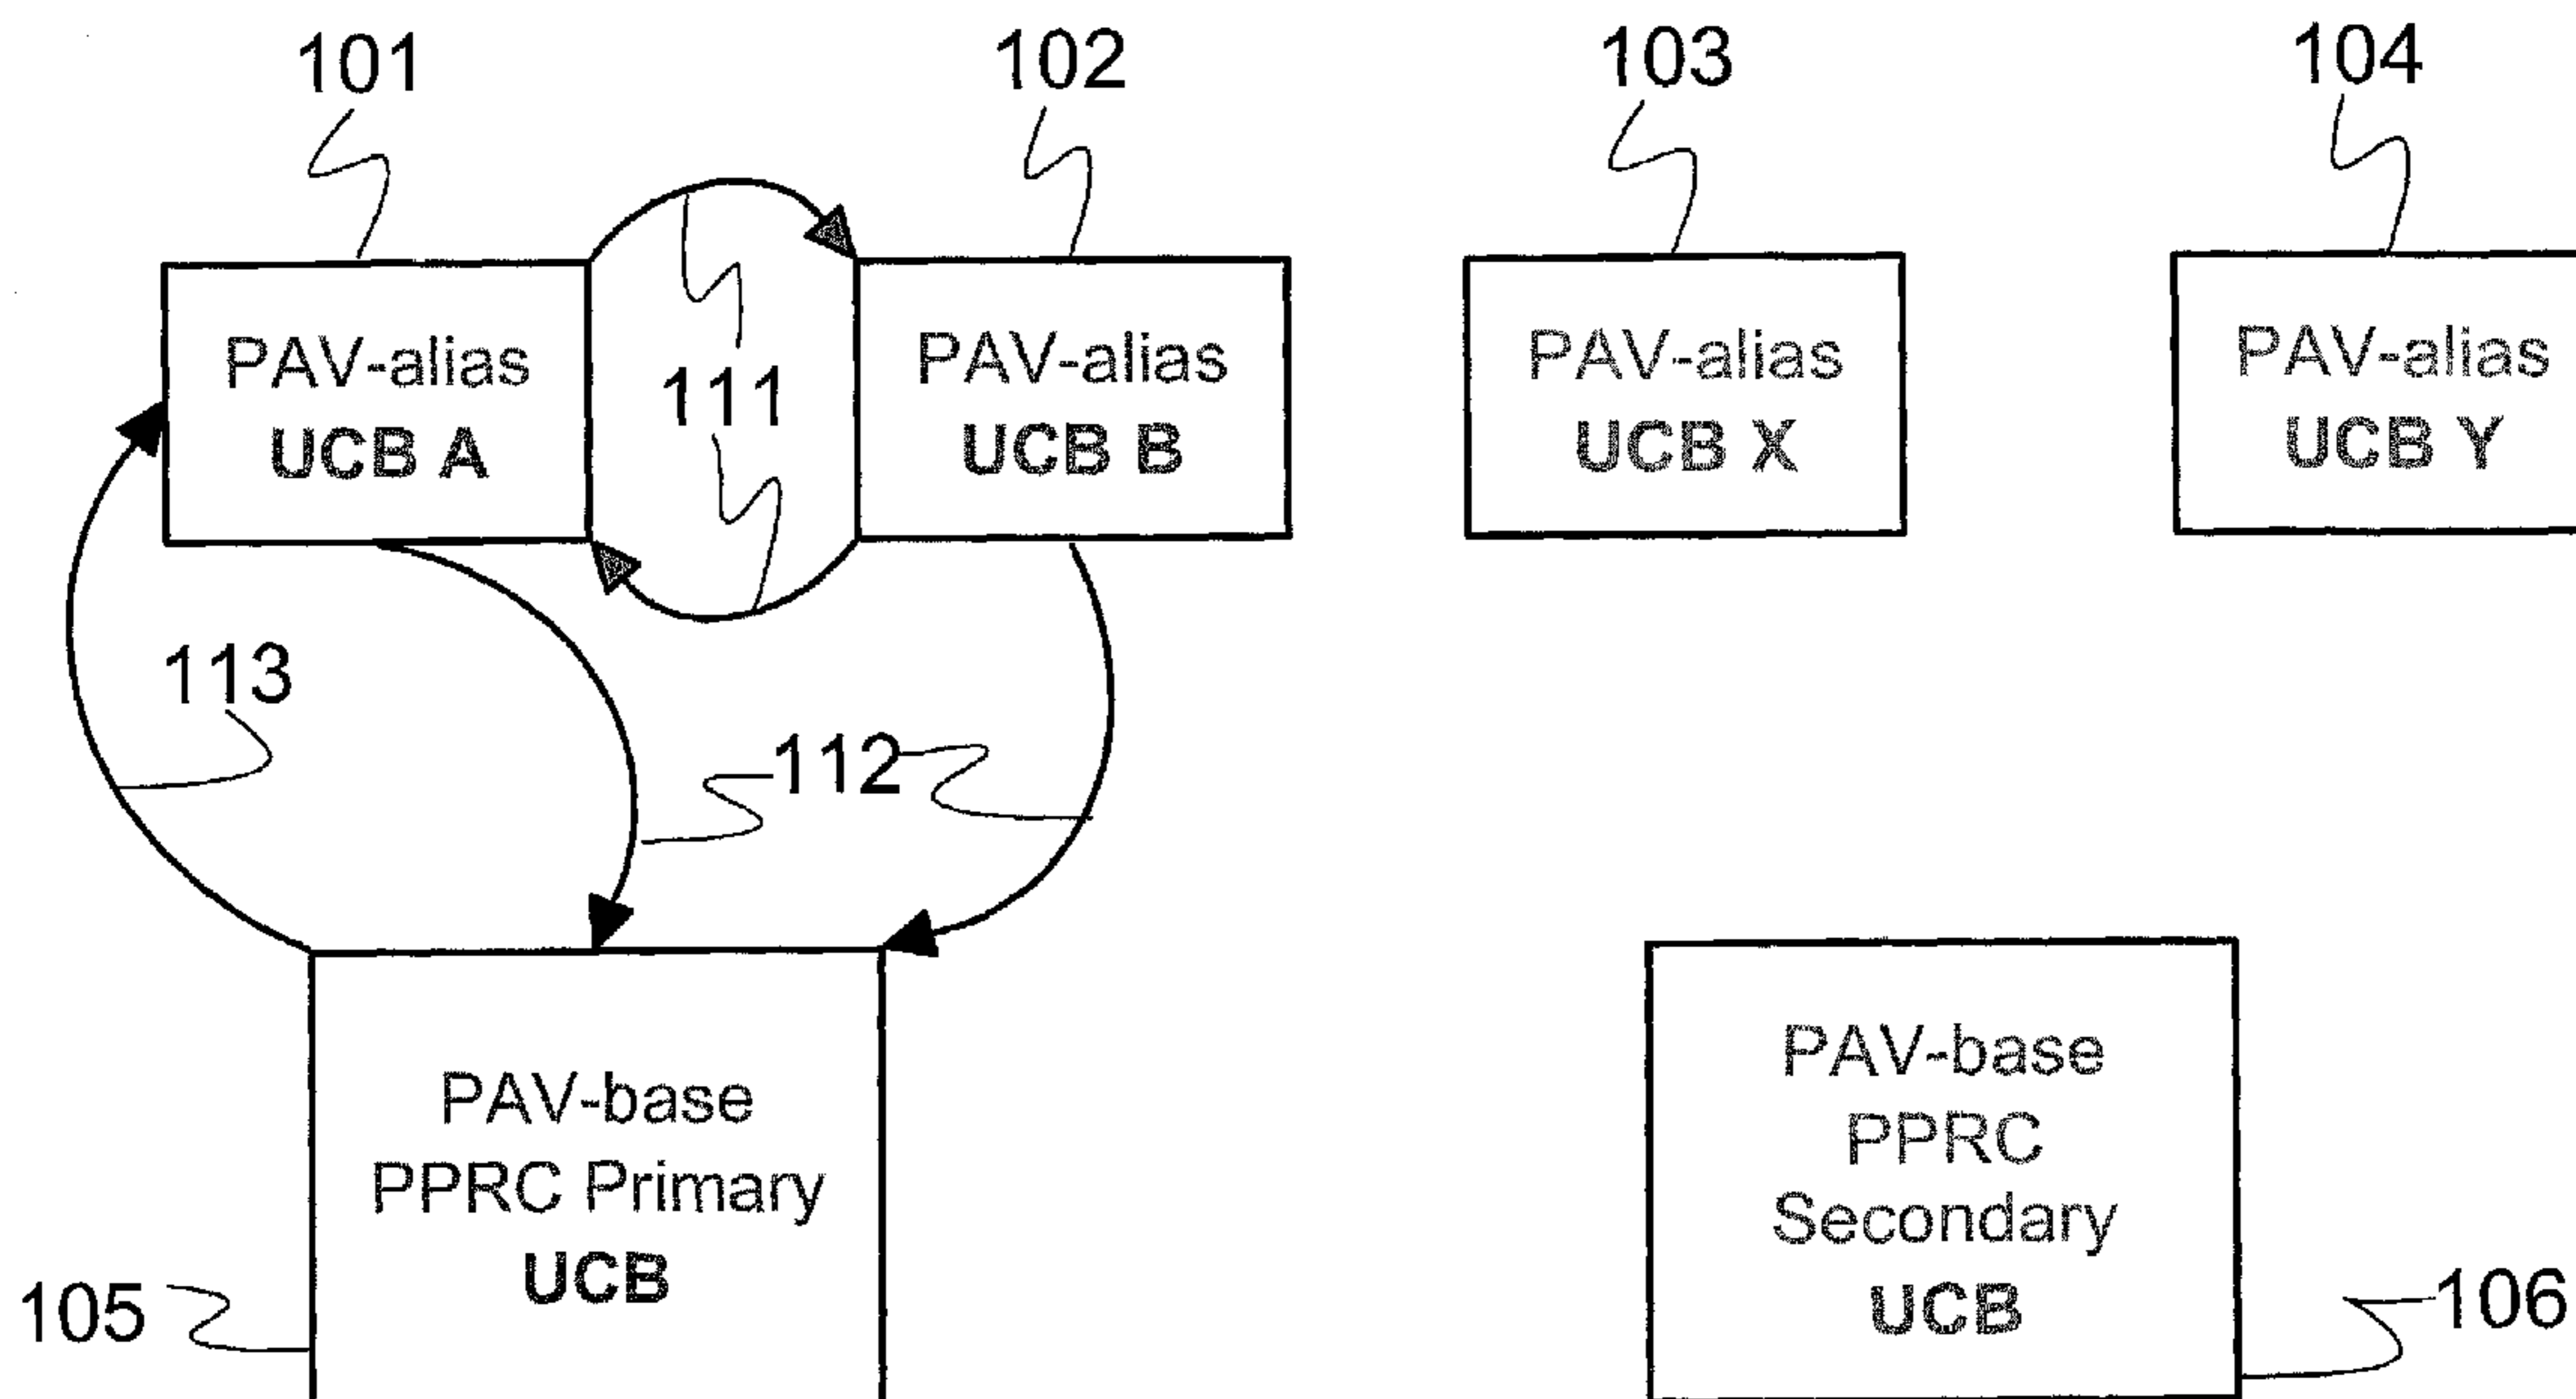 101
102
103
104
PAV-alias
UCB A
111
PAV-alias
UCB B
PAV-alias
UCB X
PAV-alias
UCB Y
113
112
PAV-base
PPRC Primary
UCB
105
PAV-base
PPRC
Secondary
UCB
106